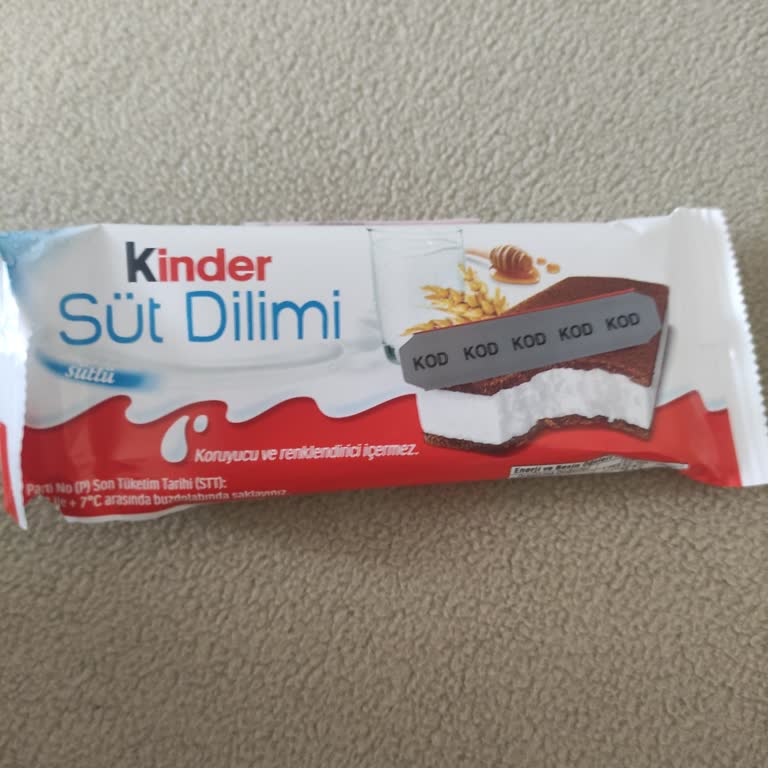 Kinder
Süt Dilimi
sütlü
KOD KOD KOD KOD KOD
Koruyucu ve renklendirici içermez.
Parti No (P) Son Tüketim Tarihi (STT):
ile + 7°C arasında buzdolabında saklayınız
Enerji ve Besin